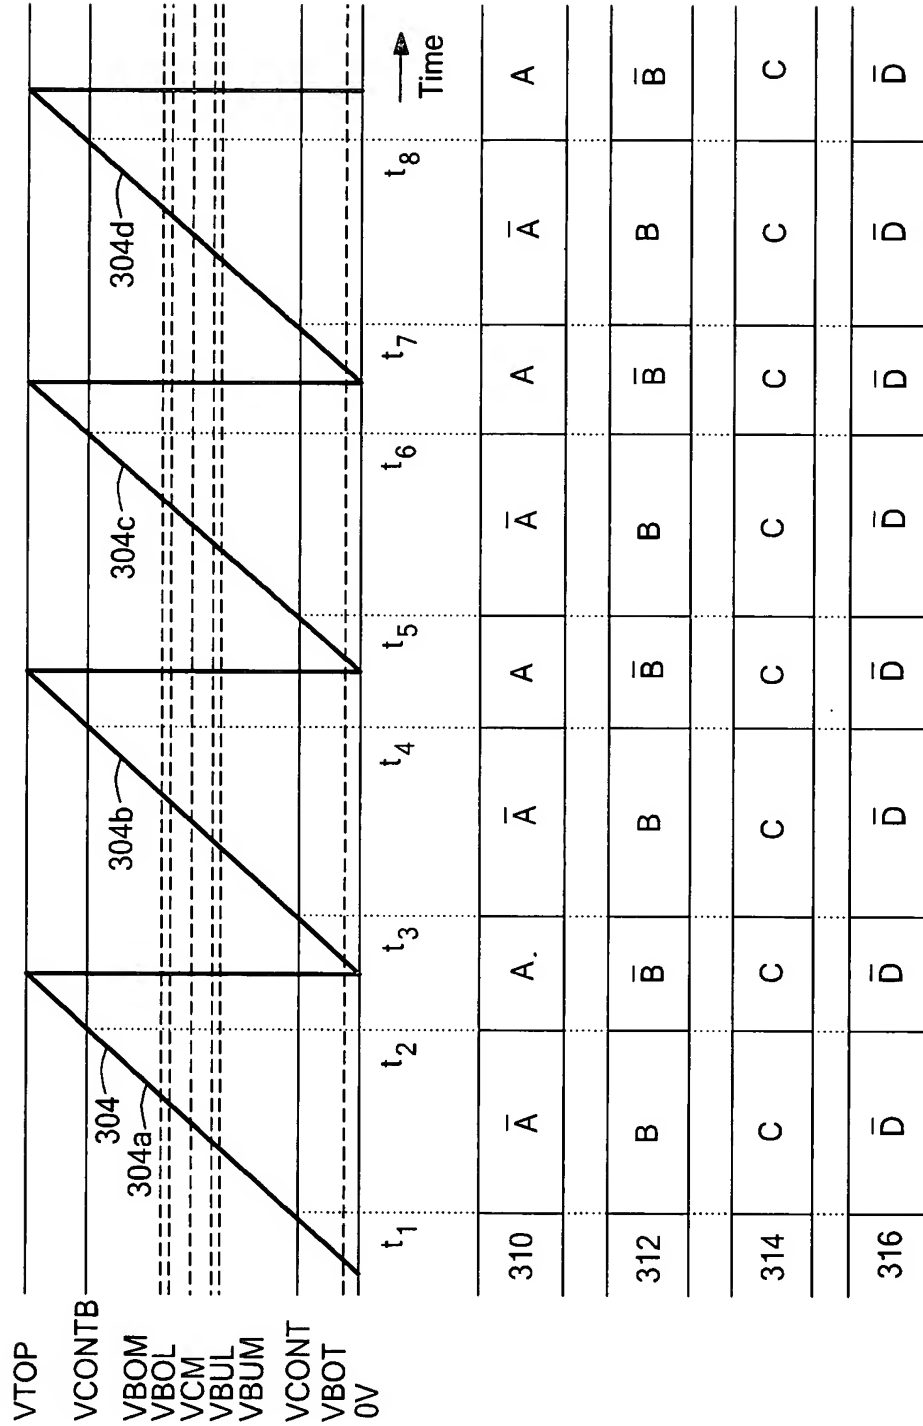 VTOP
VCONTB
VBOM
VBOL
VCM
VBUL
VBUM
VCONT
VBOT
0V
304
304a
304b
304c
304d
t1 t2 t3 t4 t5 t6 t7 t8
Time
310 A̅ A. A̅ A A̅ A A̅ A
312 B B̅ B B̅ B B̅ B B̅
314 C C C C C C C C
316 D̅ D̅ D̅ D̅ D̅ D̅ D̅ D̅